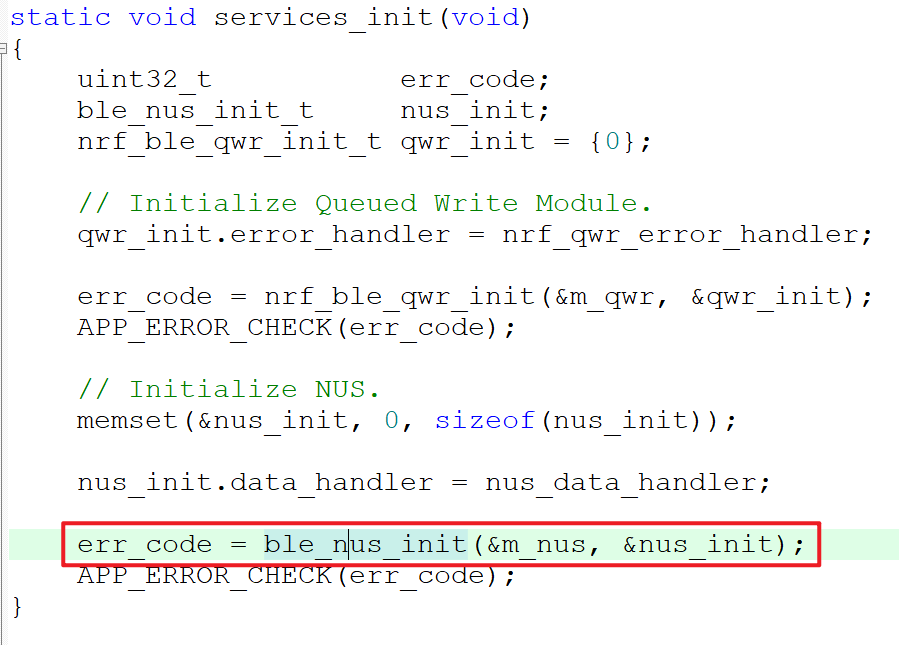 static void services_init(void)
{
    uint32_t           err_code;
    ble_nus_init_t     nus_init;
    nrf_ble_qwr_init_t qwr_init = {0};
    // Initialize Queued Write Module.
    qwr_init.error_handler = nrf_qwr_error_handler;
    err_code = nrf_ble_qwr_init(&m_qwr, &qwr_init);
    APP_ERROR_CHECK(err_code);
    // Initialize NUS.
    memset(&nus_init, 0, sizeof(nus_init));
    nus_init.data_handler = nus_data_handler;
    err_code = ble_nus_init(&m_nus, &nus_init);
    APP_ERROR_CHECK(err_code);
}